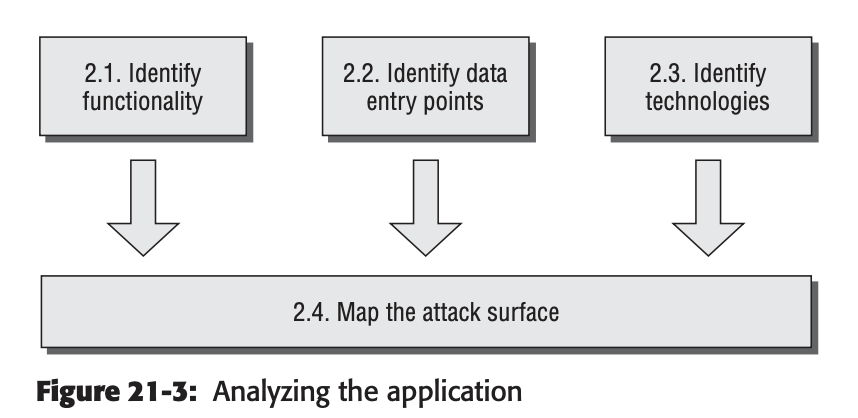 2.1. Identify
functionality
2.2. Identify data
entry points
2.3. Identify
technologies
2.4. Map the attack surface
Figure 21-3: Analyzing the application